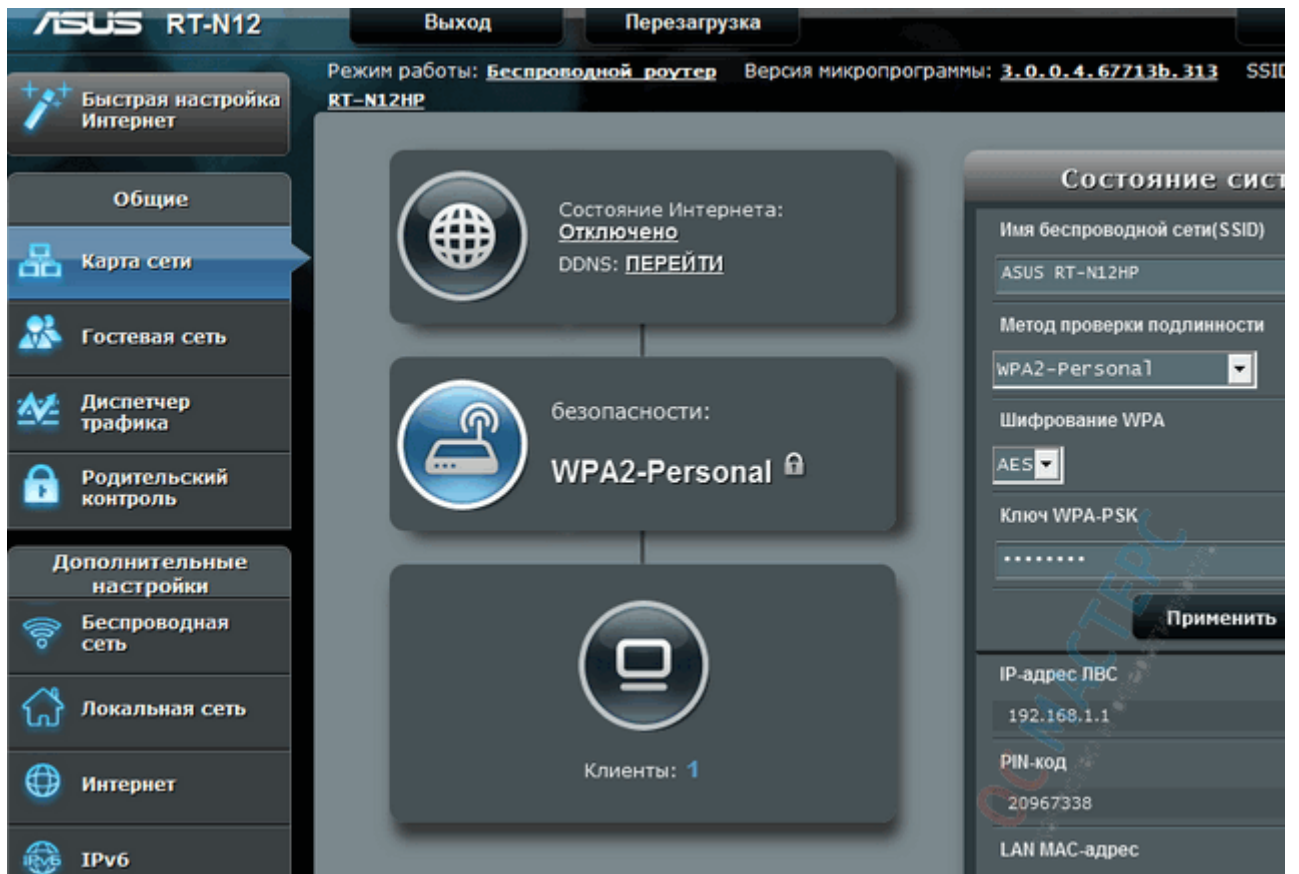 ASUS RT-N12
Выход
Перезагрузка
Режим работы: Беспроводной роутер Версия микропрограммы: 3.0.0.4.67713b.313 SSID
RT-N12HP
Быстрая настройка
Интернет
Общие
Карта сети
Гостевая сеть
Диспетчер
трафика
Родительский
контроль
Дополнительные
настройки
Беспроводная
сеть
Локальная сеть
Интернет
IPv6
IPv6
Состояние Интернета:
Отключено
DDNS: ПЕРЕЙТИ
безопасности:
WPA2-Personal
Клиенты: 1
Состояние сист
Имя беспроводной сети(SSID)
ASUS RT-N12HP
Метод проверки подлинности
WPA2-Personal
Шифрование WPA
AES
Ключ WPA-PSK
········
Применить
IP-адрес ЛВС
192.168.1.1
PIN-код
20967338
LAN MAC-адрес
ОС МАСТЕРС